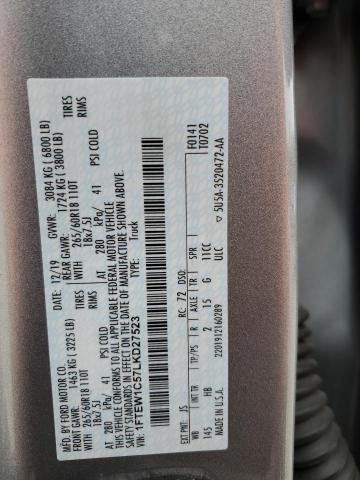 MFD. BY FORD MOTOR CO.
DATE: 12/19 GVWR: 3084 KG ( 6800 LB)
FRONT GAWR: 1463 KG ( 3225 LB) REAR GAWR: 1724 KG ( 3800 LB)
WITH 265/60R18 110T WITH 265/60R18 110T TIRES
18x7.5J 18x7.5J RIMS
AT 280 kPa/ 41 PSI COLD AT 280 kPa/ 41 PSI COLD
THIS VEHICLE CONFORMS TO ALL APPLICABLE FEDERAL MOTOR VEHICLE
SAFETY STANDARDS IN EFFECT ON THE DATE OF MANUFACTURE SHOWN ABOVE.
VIN: 1FTEW1C57LKD27523 TYPE: TRUCK
F0141
T0702
EXT PNT: JS RC: 72 DSO:
WB INT TR TP/PS R AXLE TR
145 HB 2 15 G 11CC
MADE IN U.S.A. ULC
2201912160289
5U5A-3520472-AA
TIRES
RIMS